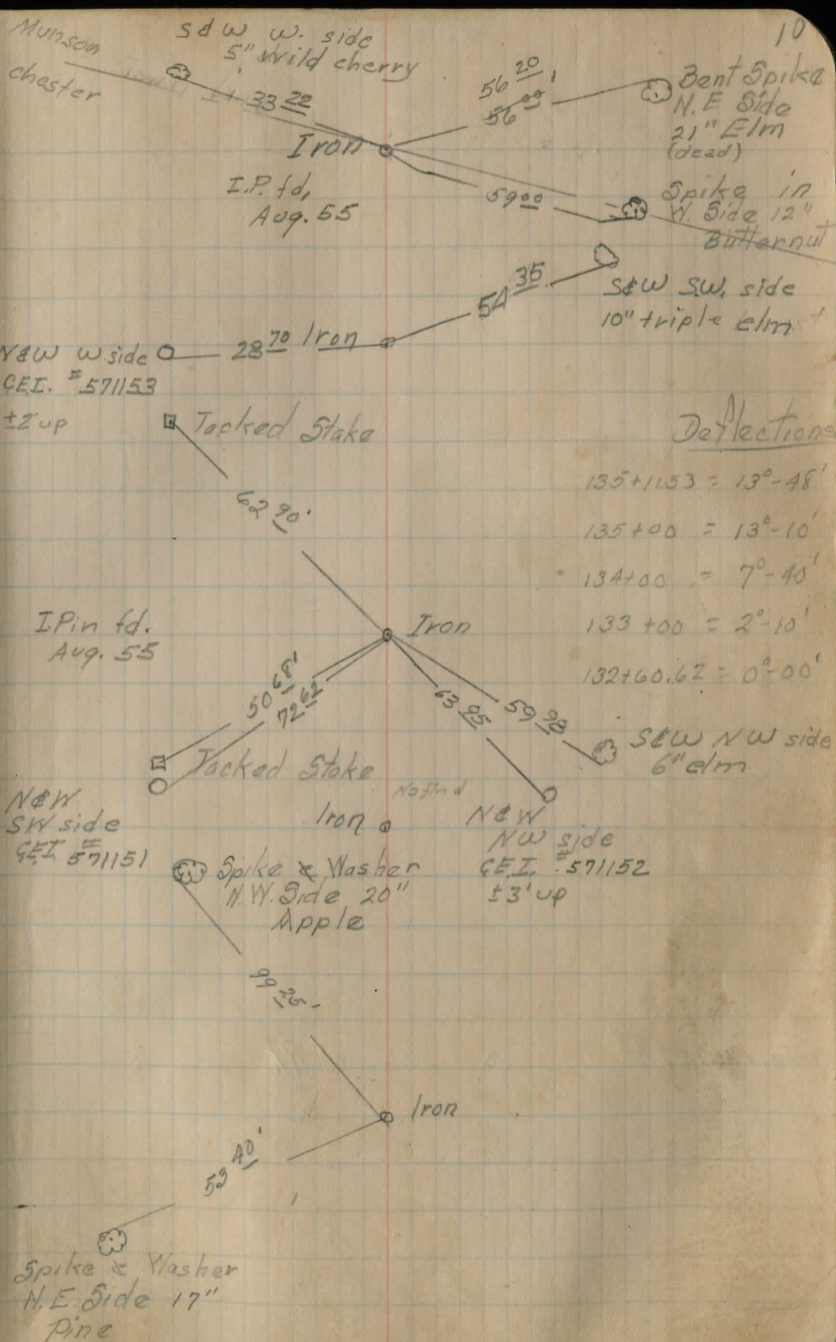 10
Munson
chester
S&W W. side
5" Wild cherry
33 22
56 20'
56 00
Bent Spike
N.E Side
21" Elm
(dead)
Iron
I.P. fd,
Aug. 55
59 00
Spike in
W. Side 12"
Butternut
54 35
S&W S.W. side
10" triple elm
N&W W side
G.E.I. #571153
±2' up
28 70
Iron
Tacked Stake
62 90'
Deflections
135+11.53 = 13°-48'
135+00 = 13°-10'
134+00 = 7°-40'
133+00 = 2°-10'
132+60.62 = 0°-00'
I.Pin fd.
Aug. 55
Iron
50 68'
72 62
63 95
59 98
S&W NW side
6" elm
Tacked Stake
N&W
SW side
G.E.I. #571151
No find
Iron
N&W
NW side
G.E.I. #571152
±3' up
Spike & Washer
N.W. Side 20"
Apple
99 25
Iron
53 40'
Spike & Washer
N.E. Side 17"
Pine